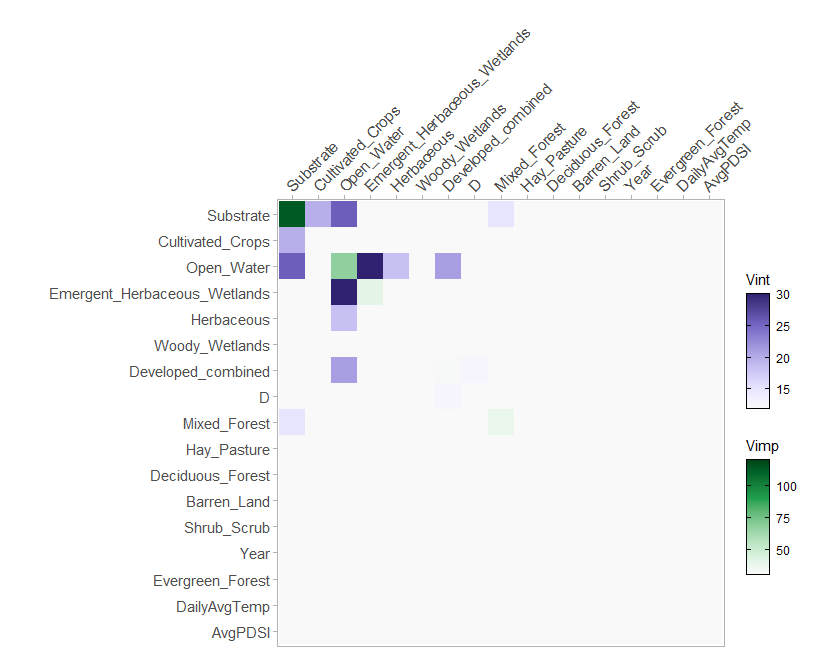 Substrate
Cultivated_Crops
Open_Water
Emergent_Herbaceous_Wetlands
Herbaceous
Woody_Wetlands
Developed_combined
D
Mixed_Forest
Hay_Pasture
Deciduous_Forest
Barren_Land
Shrub_Scrub
Year
Evergreen_Forest
DailyAvgTemp
AvgPDSI
Substrate
Cultivated_Crops
Open_Water
Emergent_Herbaceous_Wetlands
Herbaceous
Woody_Wetlands
Developed_combined
D
Mixed_Forest
Hay_Pasture
Deciduous_Forest
Barren_Land
Shrub_Scrub
Year
Evergreen_Forest
DailyAvgTemp
AvgPDSI
Vint
30
25
20
15
Vimp
100
75
50